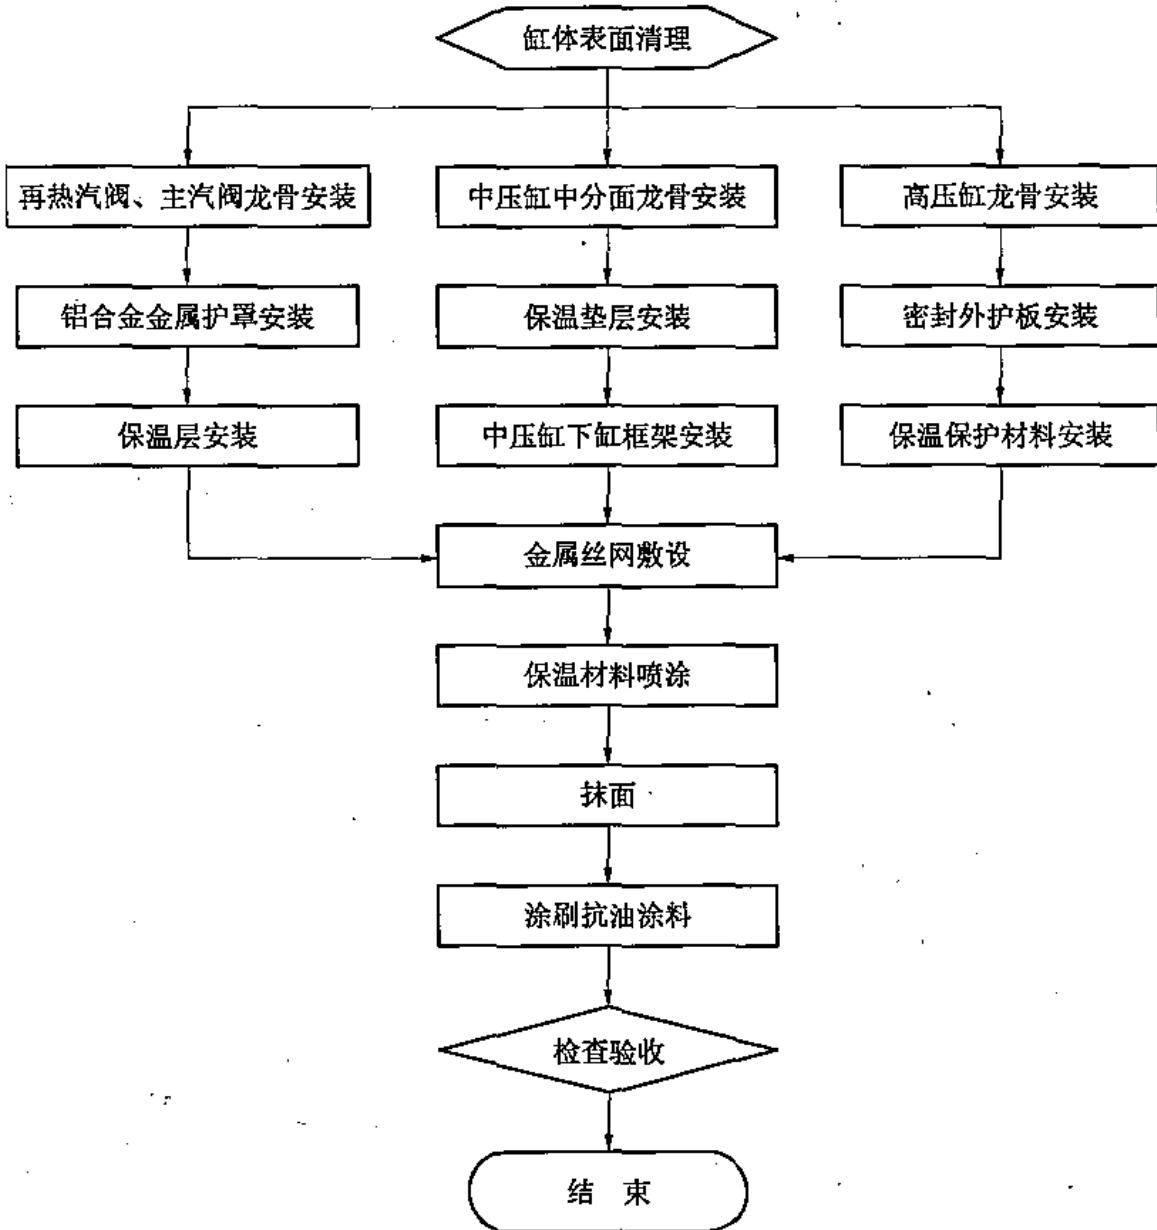 缸体表面清理
再热汽阀、主汽阀龙骨安装
中压缸中分面龙骨安装
高压缸龙骨安装
铝合金金属护罩安装
保温垫层安装
密封外护板安装
保温层安装
中压缸下缸框架安装
保温保护材料安装
金属丝网敷设
保温材料喷涂
抹面
涂刷抗油涂料
检查验收
结 束